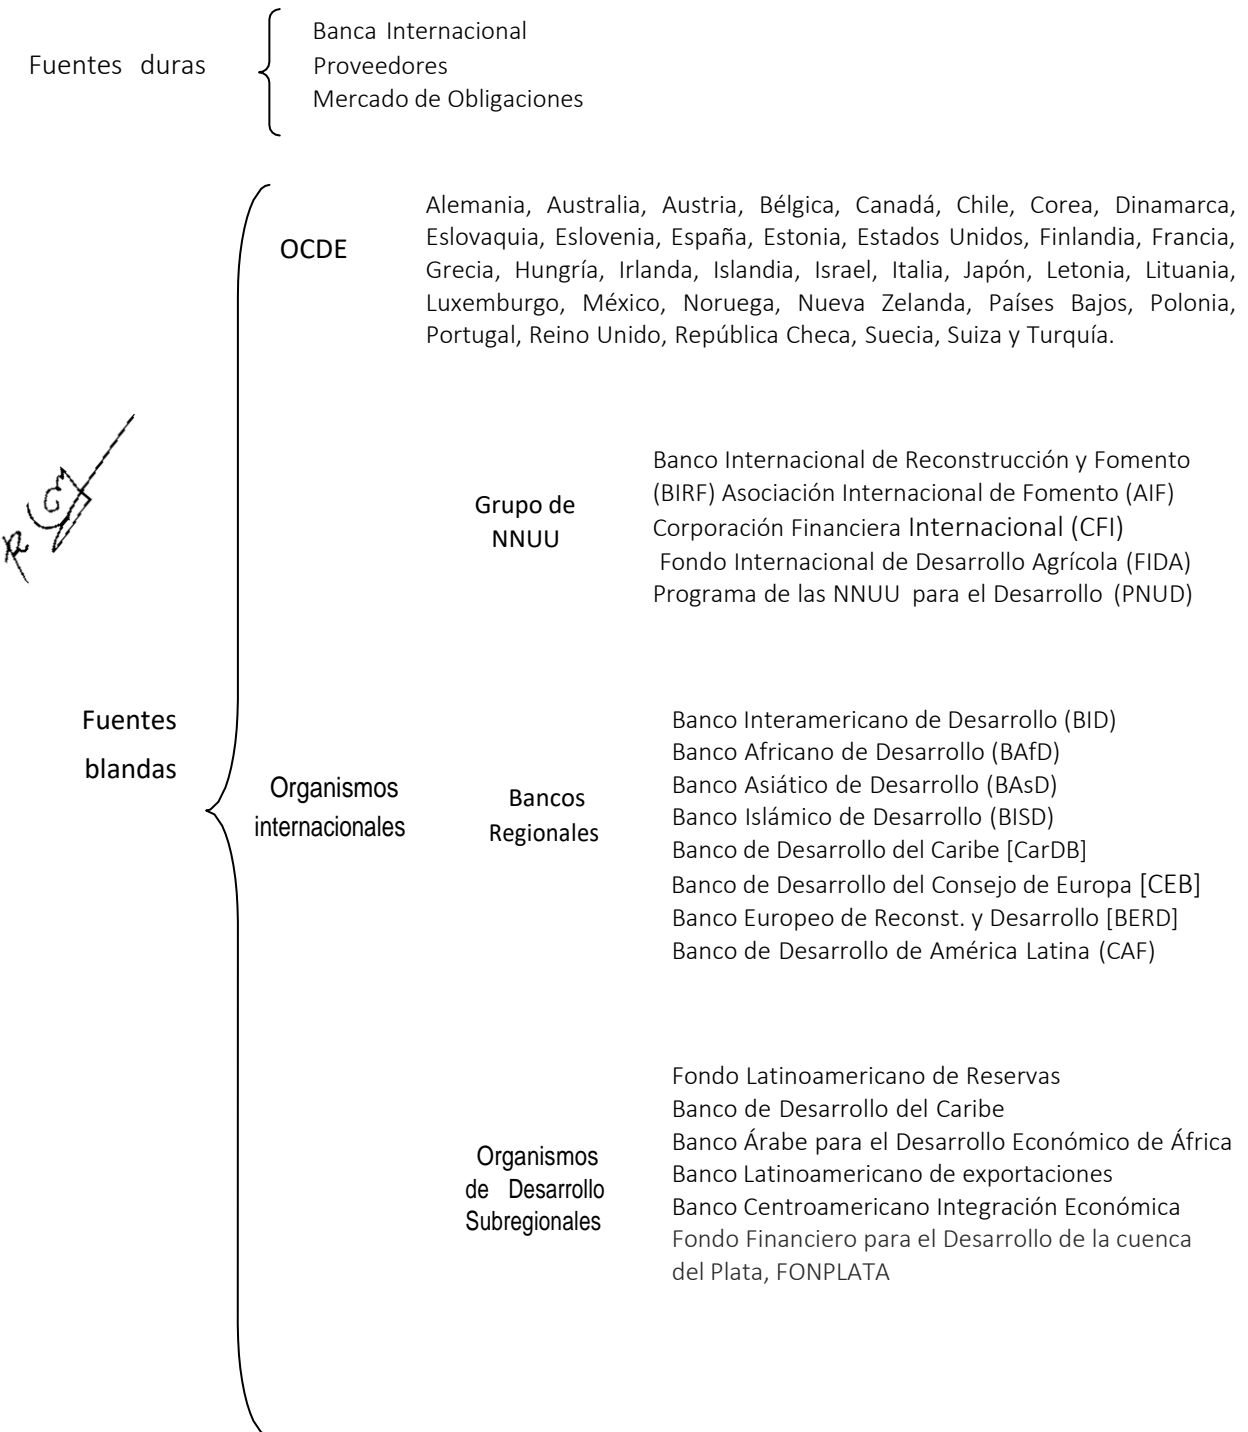 Fuentes duras
Banca Internacional
Proveedores
Mercado de Obligaciones
OCDE
Alemania, Australia, Austria, Bélgica, Canadá, Chile, Corea, Dinamarca,
Eslovaquia, Eslovenia, España, Estonia, Estados Unidos, Finlandia, Francia,
Grecia, Hungría, Irlanda, Islandia, Israel, Italia, Japón, Letonia, Lituania,
Luxemburgo, México, Noruega, Nueva Zelanda, Países Bajos, Polonia,
Portugal, Reino Unido, República Checa, Suecia, Suiza y Turquía.
Grupo de
NNUU
Banco Internacional de Reconstrucción y Fomento
(BIRF) Asociación Internacional de Fomento (AIF)
Corporación Financiera Internacional (CFI)
Fondo Internacional de Desarrollo Agrícola (FIDA)
Programa de las NNUU para el Desarrollo (PNUD)
Fuentes
blandas
Organismos
internacionales
Bancos
Regionales
Banco Interamericano de Desarrollo (BID)
Banco Africano de Desarrollo (BAfD)
Banco Asiático de Desarrollo (BAsD)
Banco Islámico de Desarrollo (BISD)
Banco de Desarrollo del Caribe [CarDB]
Banco de Desarrollo del Consejo de Europa [CEB]
Banco Europeo de Reconst. y Desarrollo [BERD]
Banco de Desarrollo de América Latina (CAF)
Organismos
de Desarrollo
Subregionales
Fondo Latinoamericano de Reservas
Banco de Desarrollo del Caribe
Banco Árabe para el Desarrollo Económico de África
Banco Latinoamericano de exportaciones
Banco Centroamericano Integración Económica
Fondo Financiero para el Desarrollo de la cuenca
del Plata, FONPLATA